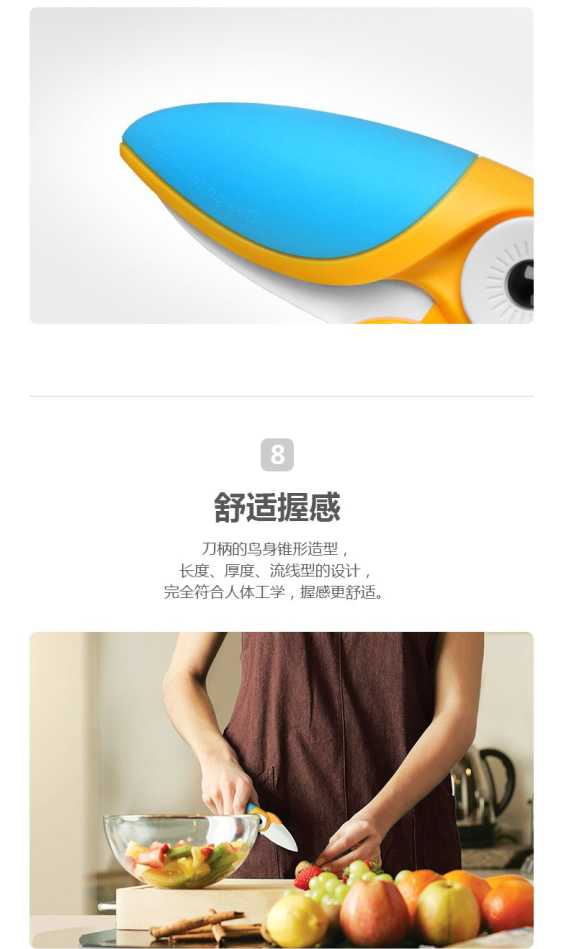 8
舒适握感
刀柄的鸟身锥形造型，
长度、厚度、流线型的设计，
完全符合人体工学，握感更舒适。